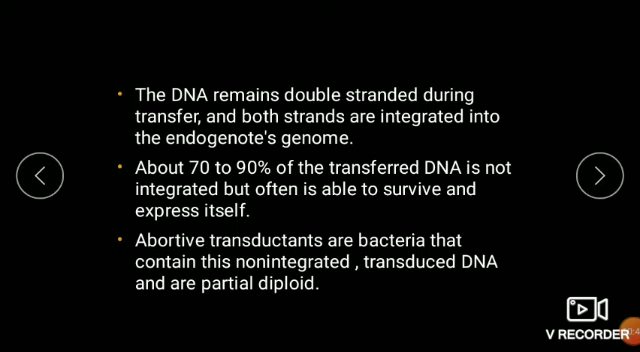 The DNA remains double stranded during
transfer, and both strands are integrated into
the endogenote's genome.
About 70 to 90% of the transferred DNA is not
integrated but often is able to survive and
express itself.
Abortive transductants are bacteria that
contain this nonintegrated , transduced DNA
and are partial diploid.
V RECORDER